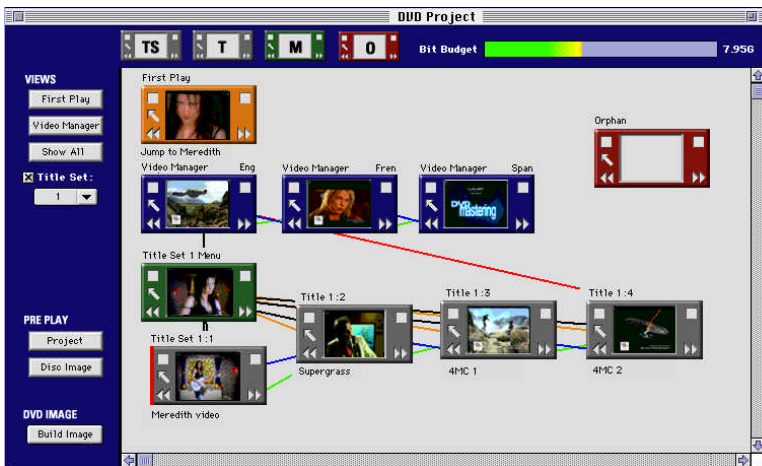 DVD Project
TS
T
M
O
Bit Budget
7.95G
VIEWS
First Play
Video Manager
Show All
Title Set:
1
PRE PLAY
Project
Disc Image
DVD IMAGE
Build Image
First Play
Jump to Meredith
Orphan
Video Manager Eng
Video Manager Fren
Video Manager Span
DVD
Mastering
Title Set 1 Menu
Title 1:2
Title 1:3
Title 1:4
Title Set 1:1
Supergrass
4MC 1
4MC 2
Meredith video